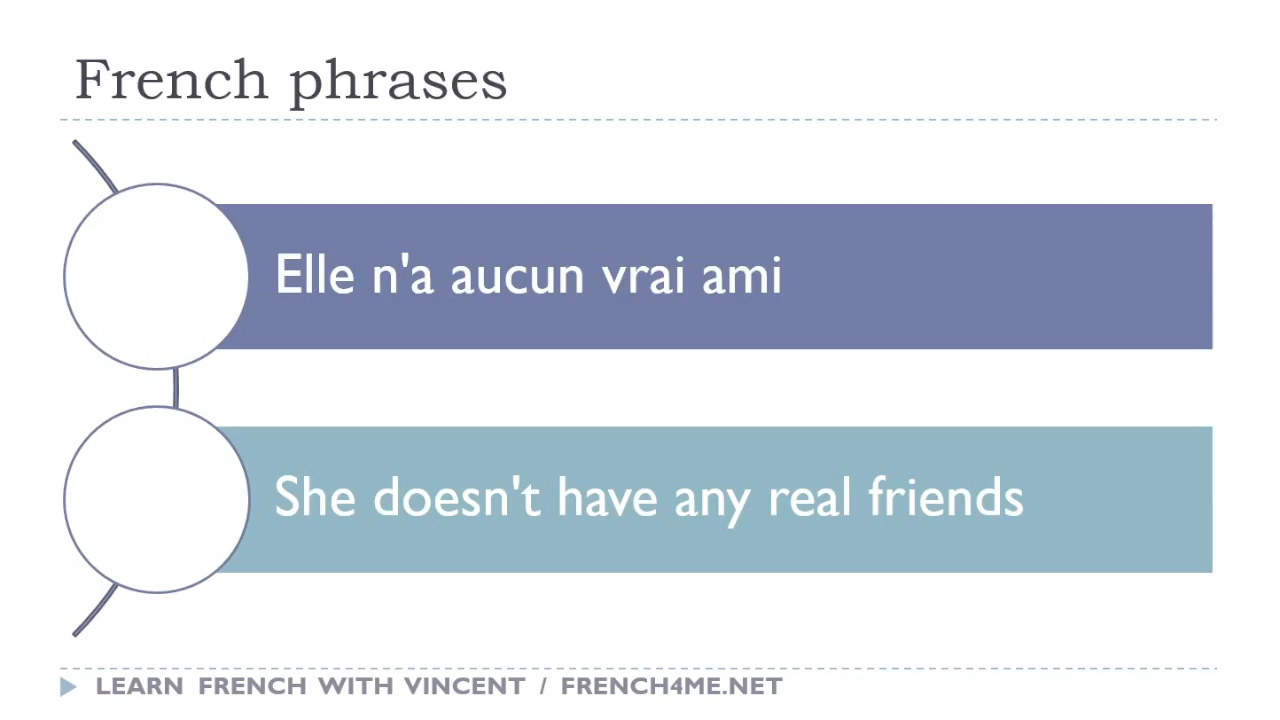 French phrases
Elle n'a aucun vrai ami
She doesn't have any real friends
LEARN FRENCH WITH VINCENT / FRENCH4ME.NET